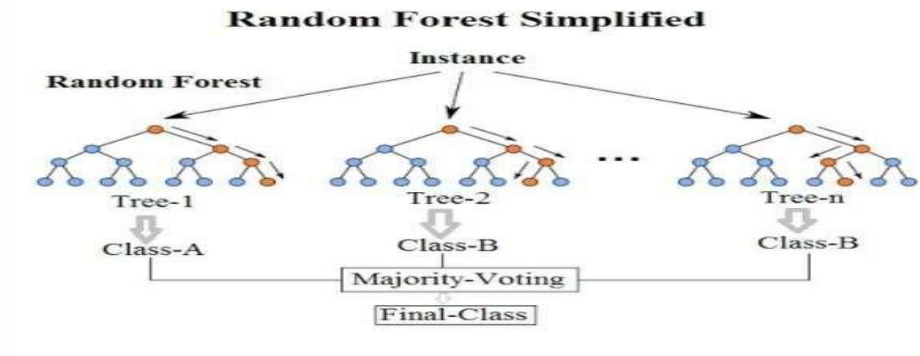 Random Forest Simplified
Instance
Random Forest
Tree-1 Tree-2 ... Tree-n
Class-A Class-B Class-B
Majority-Voting
Final-Class